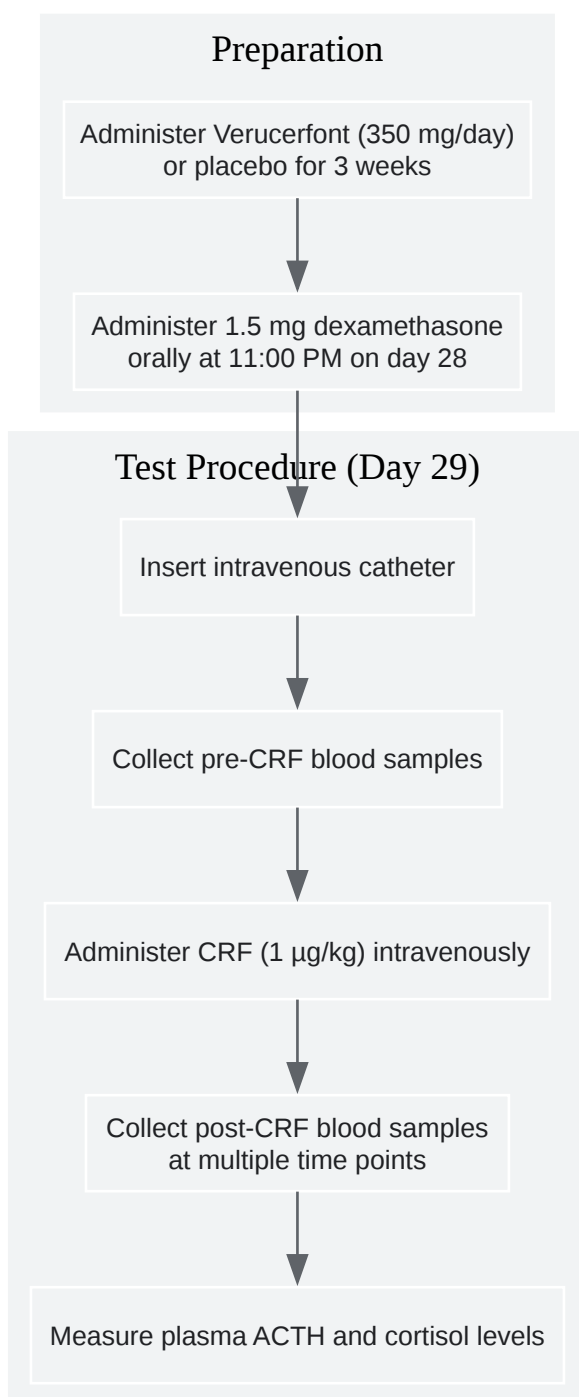 Preparation
Administer Verucerfont (350 mg/day)
or placebo for 3 weeks
Administer 1.5 mg dexamethasone
orally at 11:00 PM on day 28
Test Procedure (Day 29)
Insert intravenous catheter
Collect pre-CRF blood samples
Administer CRF (1 µg/kg) intravenously
Collect post-CRF blood samples
at multiple time points
Measure plasma ACTH and cortisol levels